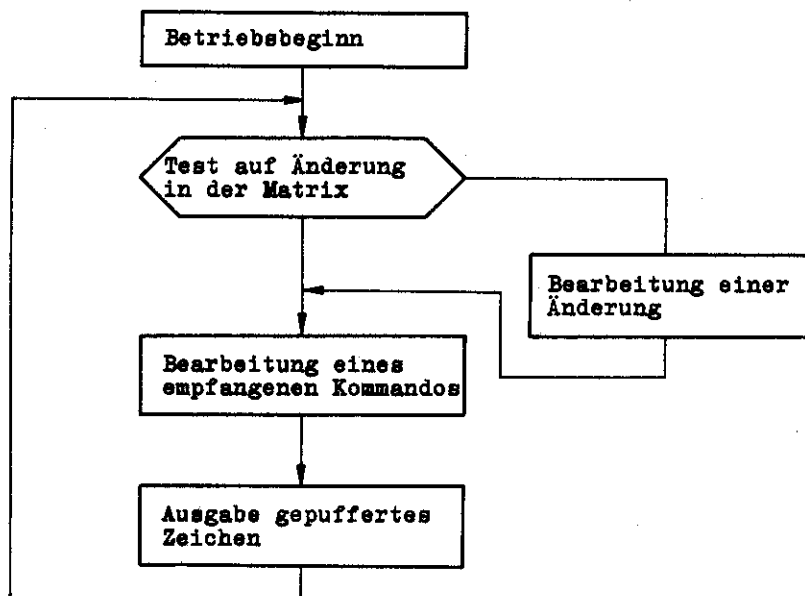 Betriebsbeginn
Test auf Änderung
in der Matrix
Bearbeitung einer
Änderung
Bearbeitung eines
empfangenen Kommandos
Ausgabe gepuffertes
Zeichen